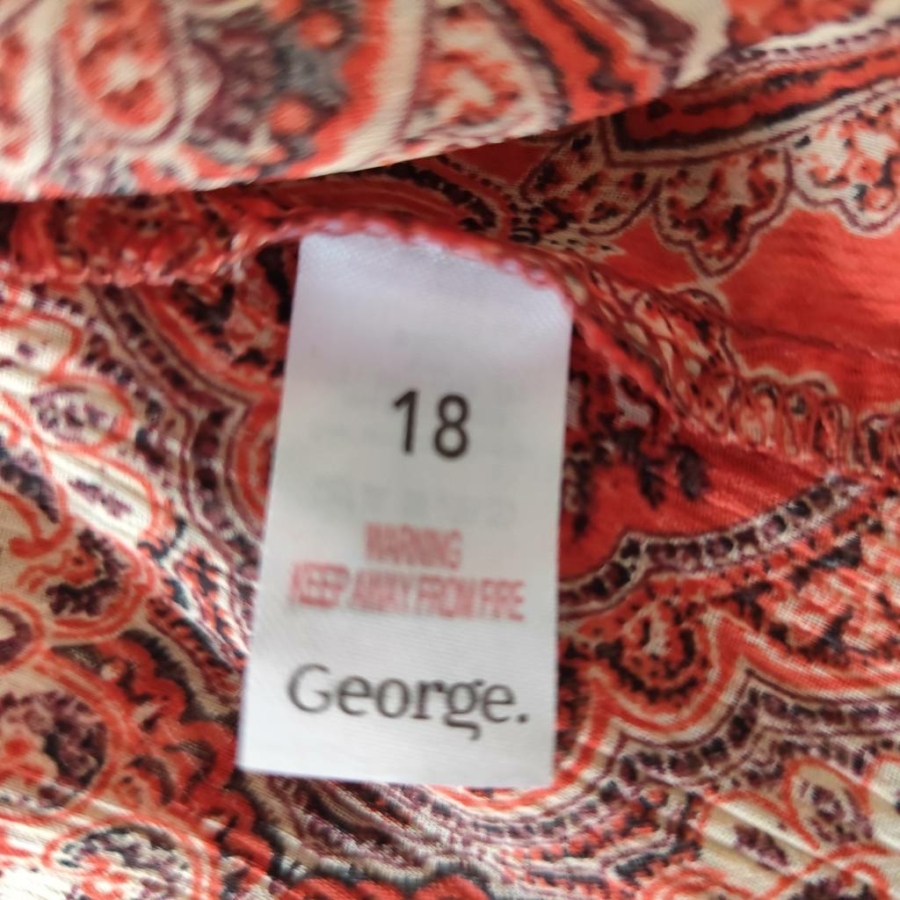 18
WARNING
KEEP AWAY FROM FIRE
George.